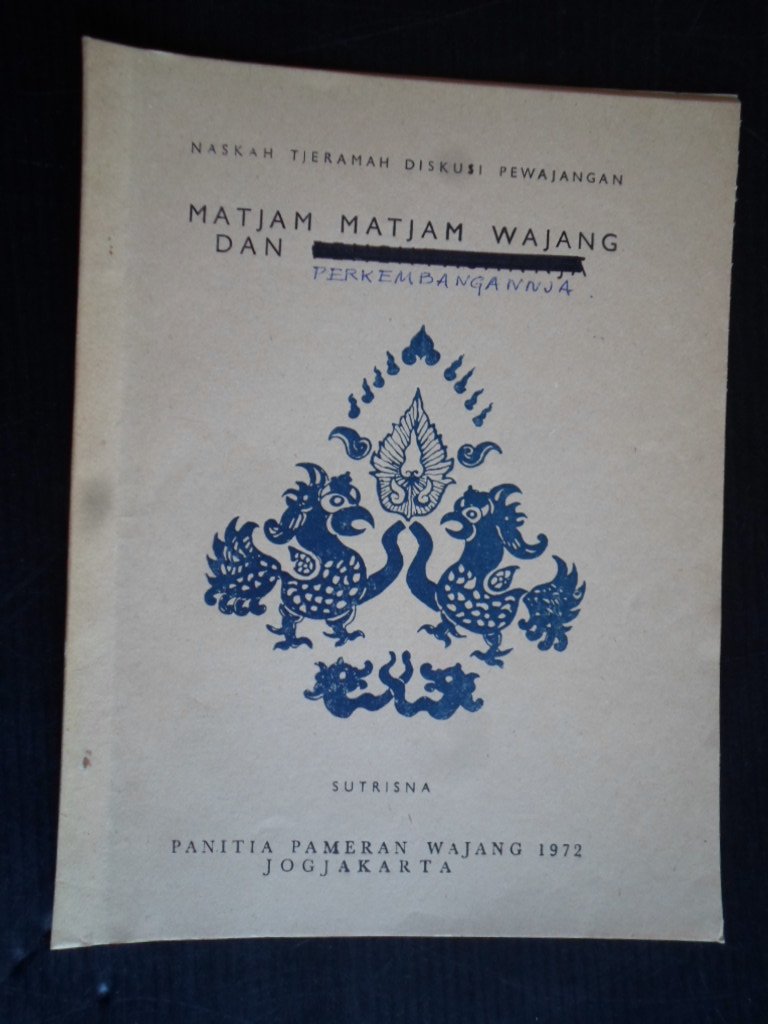 NASKAH TJERAMAH DISKUSI PEWAJANGAN
MATJAM MATJAM WAJANG
DAN
PERKEMBANGANNJA
SUTRISNA
PANITIA PAMERAN WAJANG 1972
JOGJAKARTA